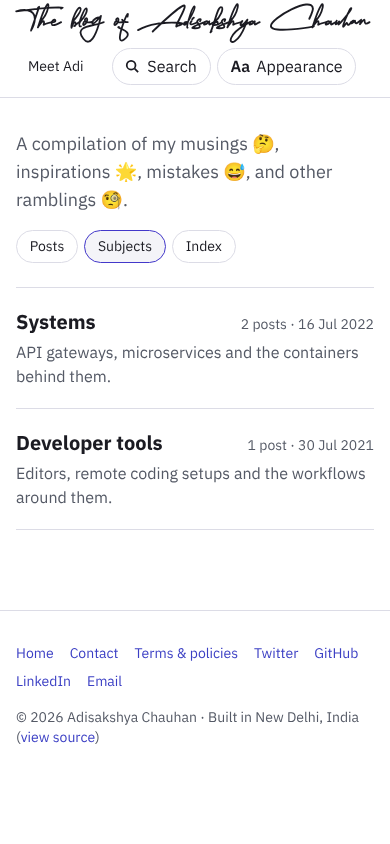 The blog of Adisakshya Chauhan
Meet Adi
Search
Aa Appearance
A compilation of my musings 🤔,
inspirations 🌟, mistakes 😅, and other
ramblings 🧐.
Posts
Subjects
Index
Systems
2 posts · 16 Jul 2022
API gateways, microservices and the containers
behind them.
Developer tools
1 post · 30 Jul 2021
Editors, remote coding setups and the workflows
around them.
Home Contact Terms & policies Twitter GitHub
LinkedIn Email
© 2026 Adisakshya Chauhan · Built in New Delhi, India
(view source)